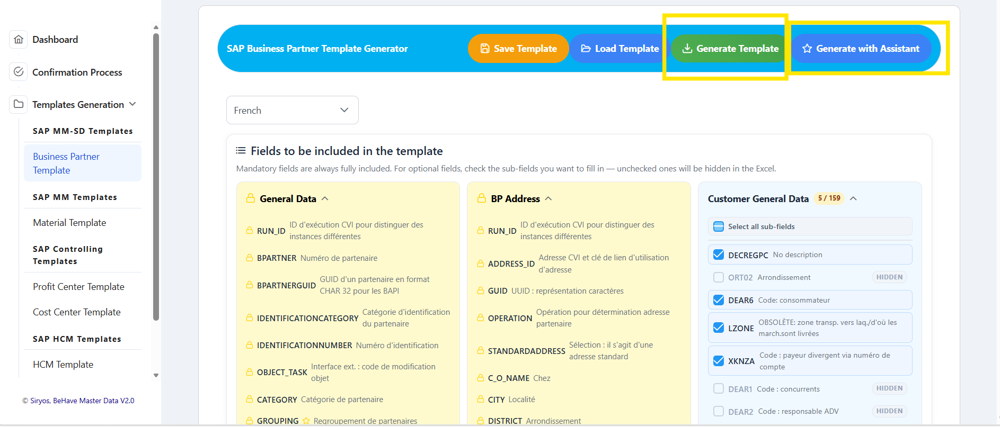 Dashboard
Confirmation Process
Templates Generation
SAP MM-SD Templates
Business Partner
Template
SAP MM Templates
Material Template
SAP Controlling
Templates
Profit Center Template
Cost Center Template
SAP HCM Templates
HCM Template
© Siryos, BeHave Master Data V2.0
SAP Business Partner Template Generator
Save Template
Load Template
Generate Template
Generate with Assistant
French
Fields to be included in the template
Mandatory fields are always fully included. For optional fields, check the sub-fields you want to fill in — unchecked ones will be hidden in the Excel.
General Data
RUN_ID ID d'exécution CVI pour distinguer des
instances différentes
BPARTNER Numéro de partenaire
BPARTNERGUID GUID d'un partenaire en format
CHAR 32 pour les BAPI
IDENTIFICATIONCATEGORY Catégorie d'identification
du partenaire
IDENTIFICATIONNUMBER Numéro d'identification
OBJECT_TASK Interface ext. : code de modification
objet
CATEGORY Catégorie de partenaire
GROUPING Regroupement de partenaires
BP Address
RUN_ID ID d'exécution CVI pour distinguer des
instances différentes
ADDRESS_ID Adresse CVI et clé de lien d'utilisation
d'adresse
GUID UUID : représentation caractères
OPERATION Opération pour détermination adresse
partenaire
STANDARDADDRESS Sélection : il s'agit d'une
adresse standard
C_O_NAME Chez
CITY Localité
DISTRICT Arrondissement
Customer General Data 5 / 159
Select all sub-fields
DECREGPC No description
ORT02 Arrondissement HIDDEN
DEAR6 Code: consommateur
LZONE OBSOLÈTE: zone transp. vers laq./d'où les
march.sont livrées
XKNZA Code : payeur divergent via numéro de
compte
DEAR1 Code : concurrents HIDDEN
DEAR2 Code : responsable ADV HIDDEN